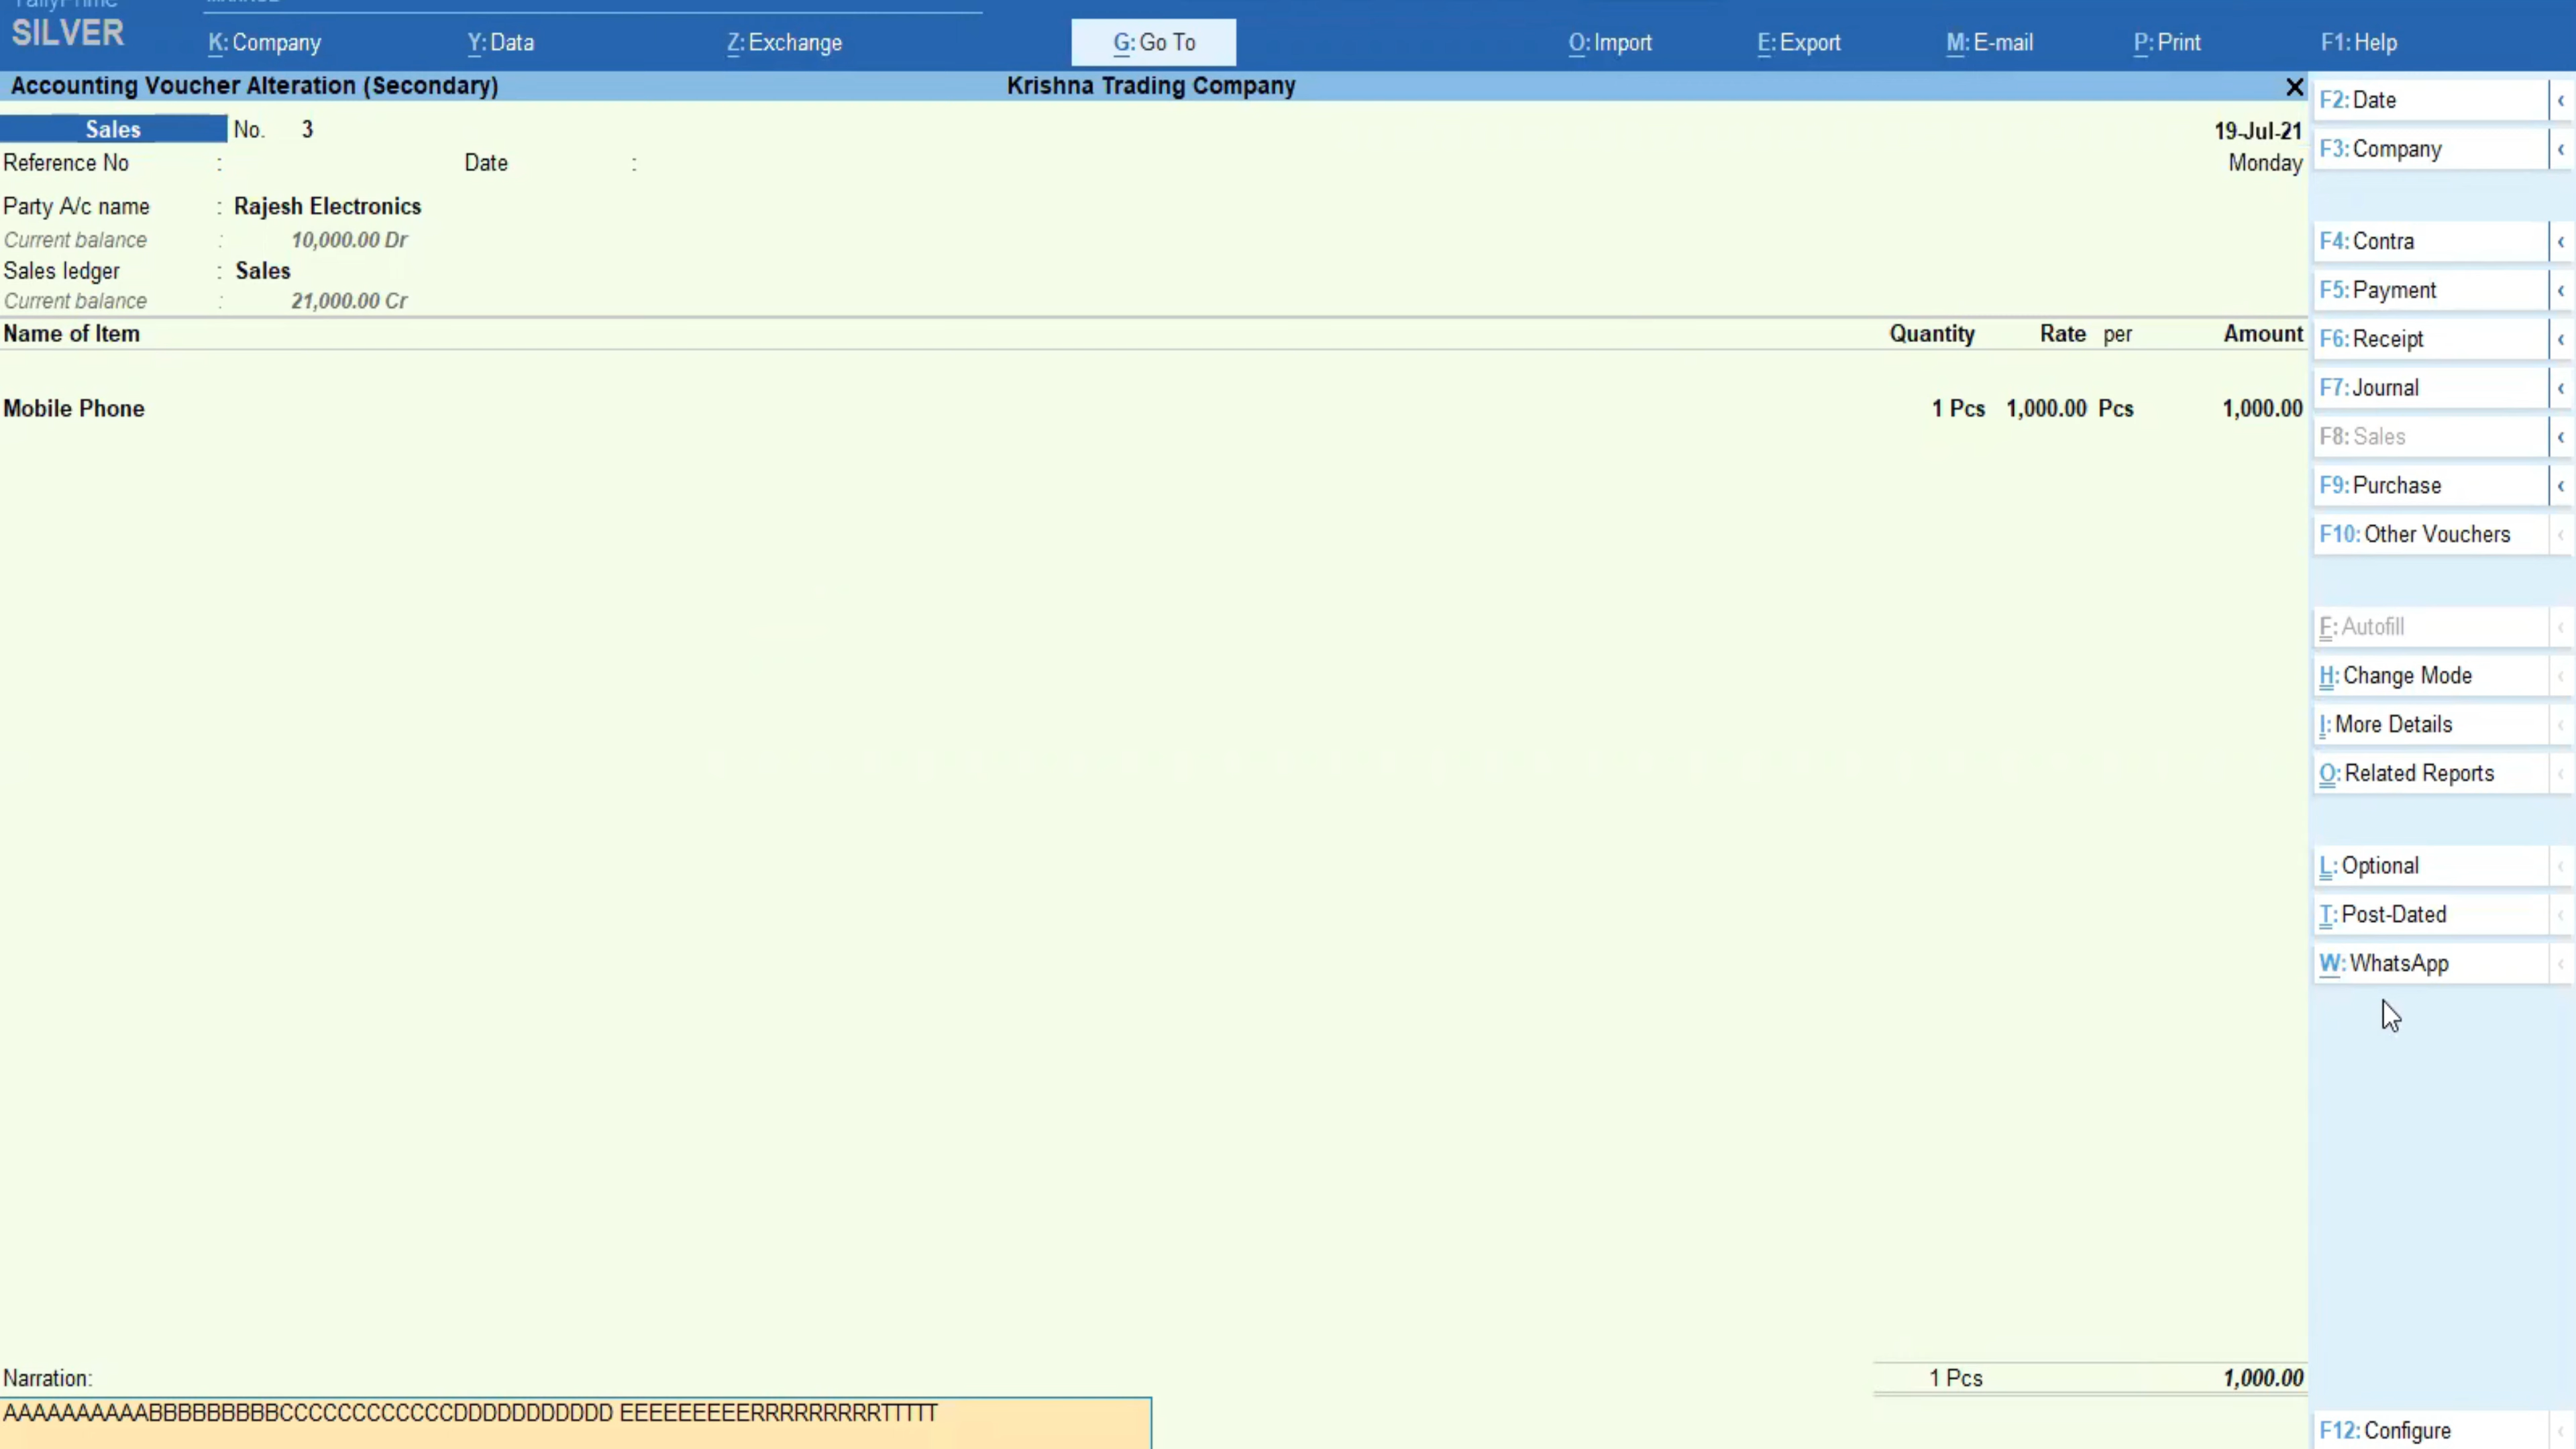 TallyPrime MANAGE
SILVER K: Company Y: Data Z: Exchange G: Go To O: Import E: Export M: E-mail P: Print F1: Help
Accounting Voucher Alteration (Secondary) Krishna Trading Company X
Sales No. 3 19-Jul-21
Reference No : Date : Monday
Party A/c name : Rajesh Electronics
Current balance : 10,000.00 Dr
Sales ledger : Sales
Current balance : 21,000.00 Cr
Name of Item Quantity Rate per Amount
Mobile Phone 1 Pcs 1,000.00 Pcs 1,000.00
Narration: 1 Pcs 1,000.00
F2: Date
F3: Company
F4: Contra
F5: Payment
F6: Receipt
F7: Journal
F8: Sales
F9: Purchase
F10: Other Vouchers
F: Autofill
H: Change Mode
I: More Details
O: Related Reports
L: Optional
T: Post-Dated
W: WhatsApp
F12: Configure